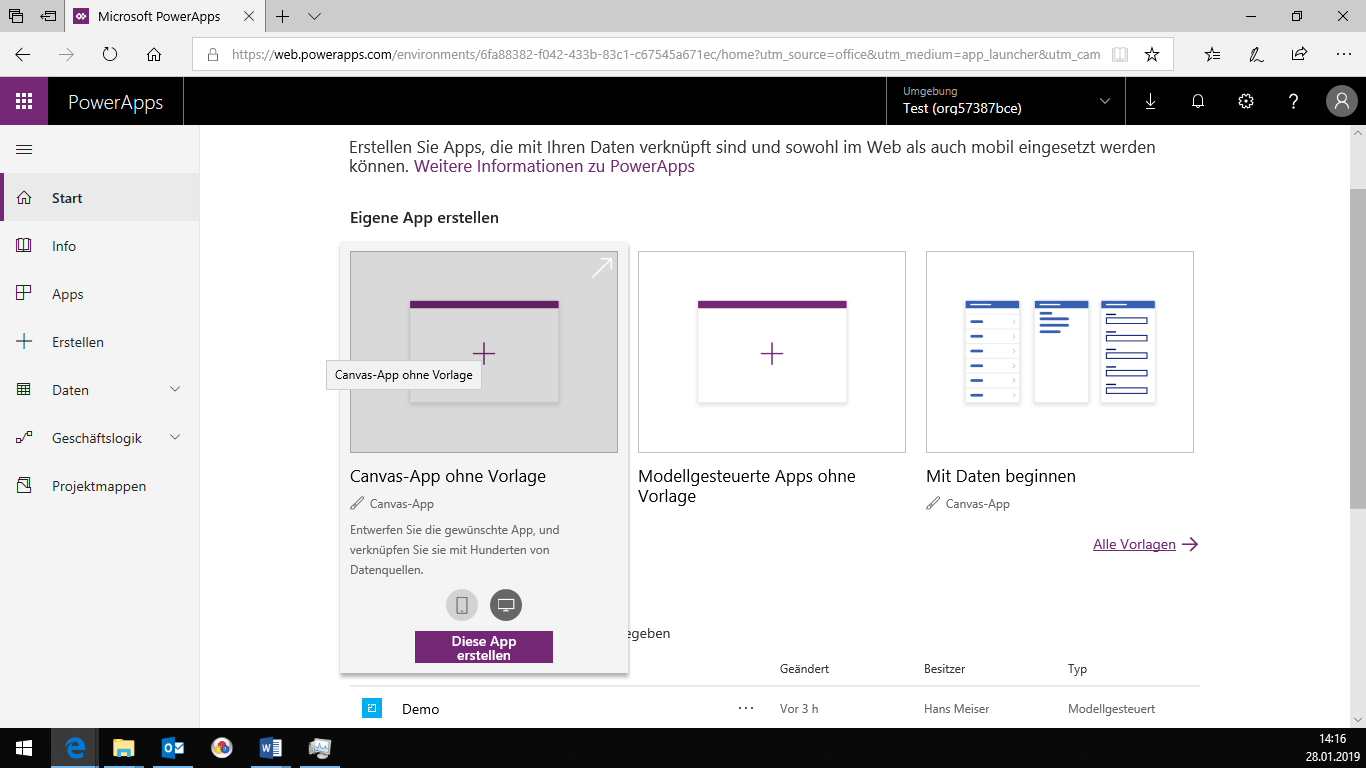 Microsoft PowerApps
https://web.powerapps.com/environments/6fa88382-f042-433b-83c1-c67545a671ec/home?utm_source=office&utm_medium=app_launcher&utm_cam
PowerApps
Umgebung
Test (org57387bce)
?
Start
Info
Apps
Erstellen
Daten
Geschäftslogik
Projektmappen
Erstellen Sie Apps, die mit Ihren Daten verknüpft sind und sowohl im Web als auch mobil eingesetzt werden
können. Weitere Informationen zu PowerApps
Eigene App erstellen
Canvas-App ohne Vorlage
Canvas-App ohne Vorlage
Canvas-App
Entwerfen Sie die gewünschte App, und
verknüpfen Sie sie mit Hunderten von
Datenquellen.
Diese App
erstellen
Modellgesteuerte Apps ohne
Vorlage
Mit Daten beginnen
Canvas-App
Alle Vorlagen
egeben
Geändert Besitzer Typ
Demo ... Vor 3 h Hans Meiser Modellgesteuert
14:16
28.01.2019